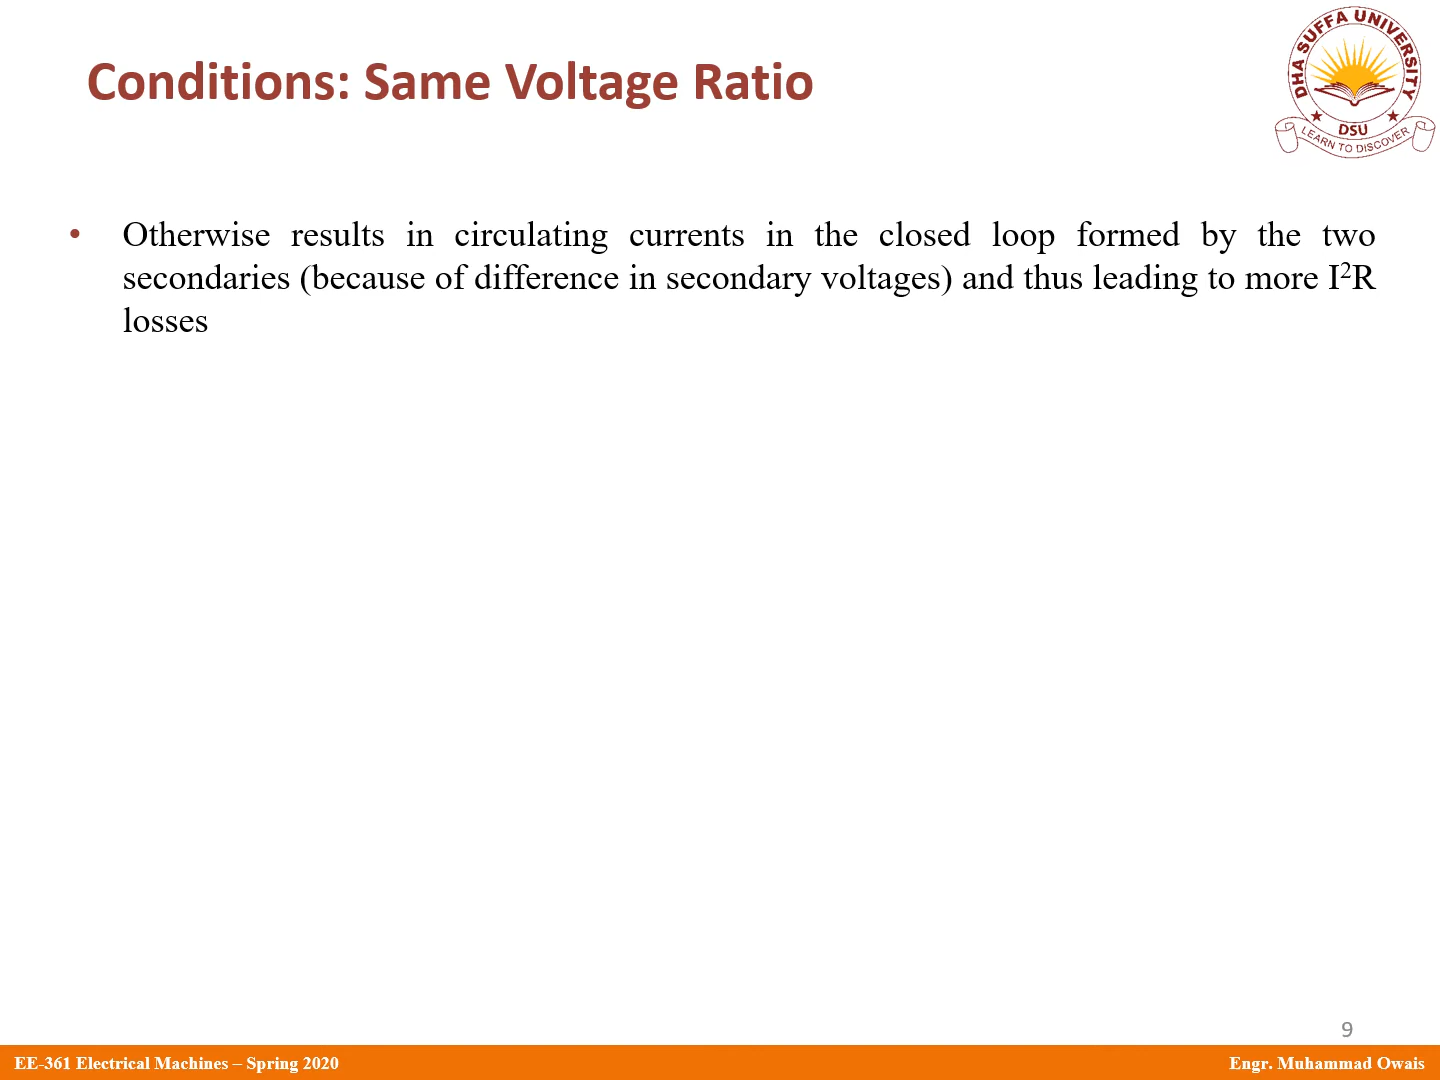 Conditions: Same Voltage Ratio
DHA SUFFA UNIVERSITY
DSU
LEARN TO DISCOVER
• Otherwise results in circulating currents in the closed loop formed by the two
secondaries (because of difference in secondary voltages) and thus leading to more I²R
losses
9
EE-361 Electrical Machines – Spring 2020
Engr. Muhammad Owais